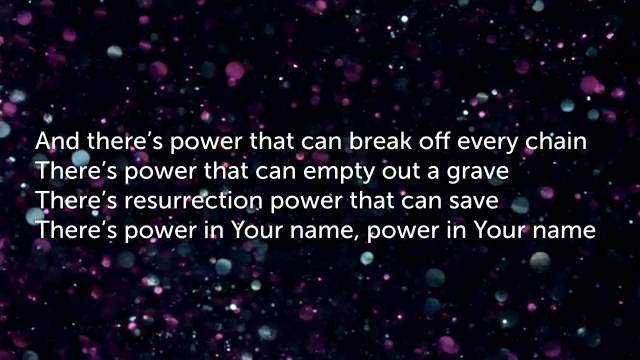 And there’s power that can break off every chain
There’s power that can empty out a grave
There’s resurrection power that can save
There’s power in Your name, power in Your name